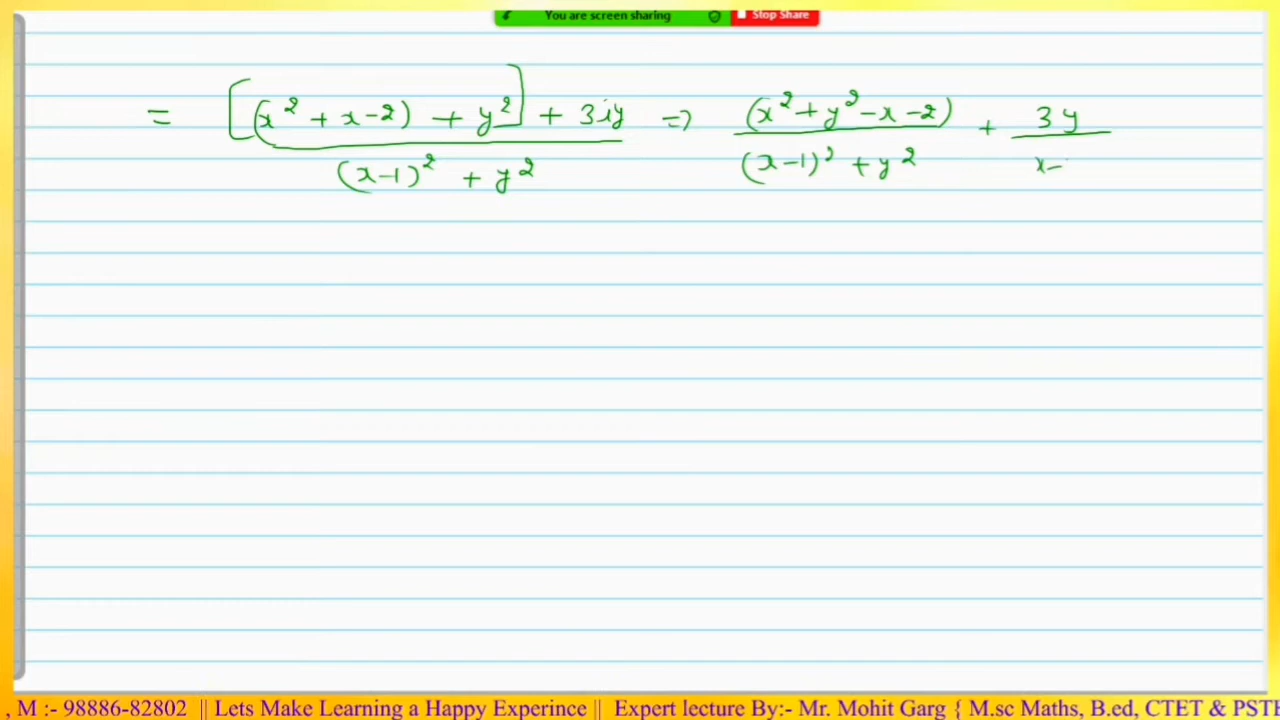 You are screen sharing Stop Share
= [(x² + x-2) + y²] + 3iy / (x-1)² + y² ⇒ (x² + y² - x - 2) / (x-1)² + y² + 3y / x-
, M :- 98886-82802 || Lets Make Learning a Happy Experince || Expert lecture By:- Mr. Mohit Garg { M.sc Maths, B.ed, CTET & PSTE